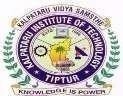 KALPATARU VIDYA SAMSTHE
KALPATARU INSTITUTE OF TECHNOLOGY
TIPTUR
KNOWLEDGE IS POWER